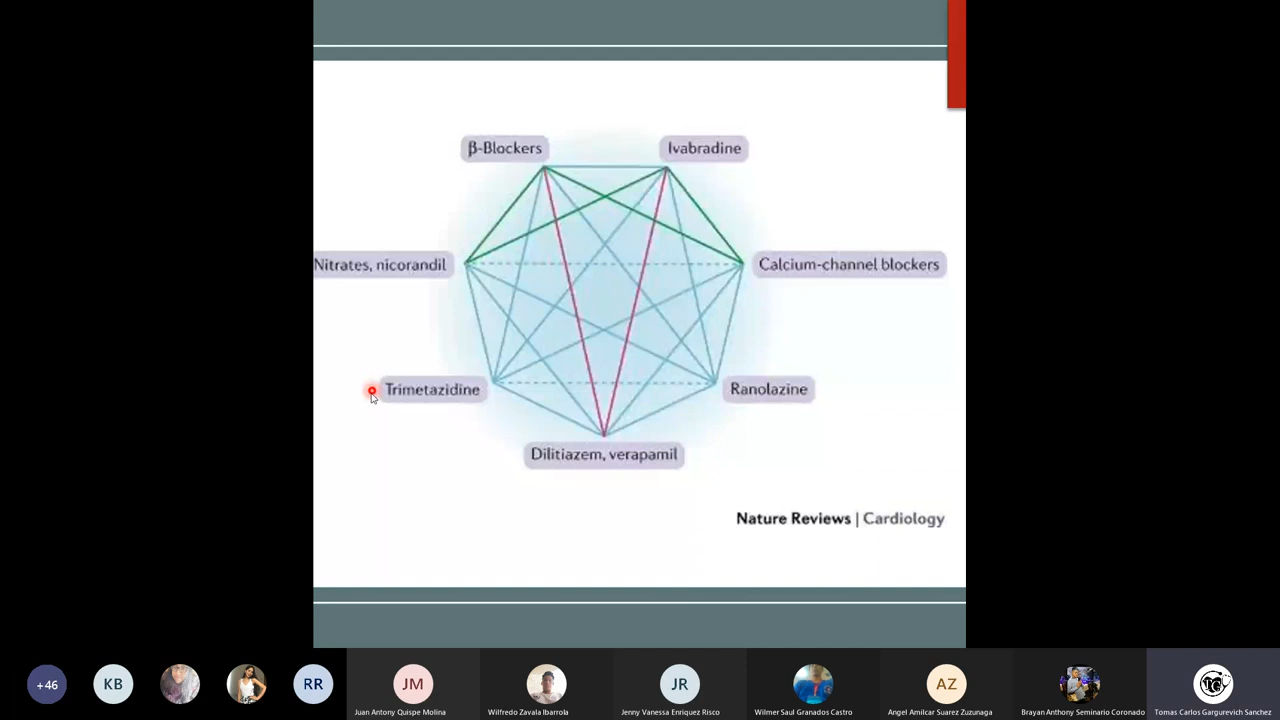 β-Blockers
Ivabradine
Nitrates, nicorandil
Calcium-channel blockers
Trimetazidine
Ranolazine
Dilitiazem, verapamil
Nature Reviews | Cardiology
+46
KB
RR
JM
JR
AZ
Juan Antony Quispe Molina
Wilfredo Zavala Ibarrola
Jenny Vanessa Enriquez Risco
Wilmer Saul Granados Castro
Angel Amilcar Suarez Zuzunaga
Brayan Anthony Seminario Coronado
Tomas Carlos Gargurevich Sanchez